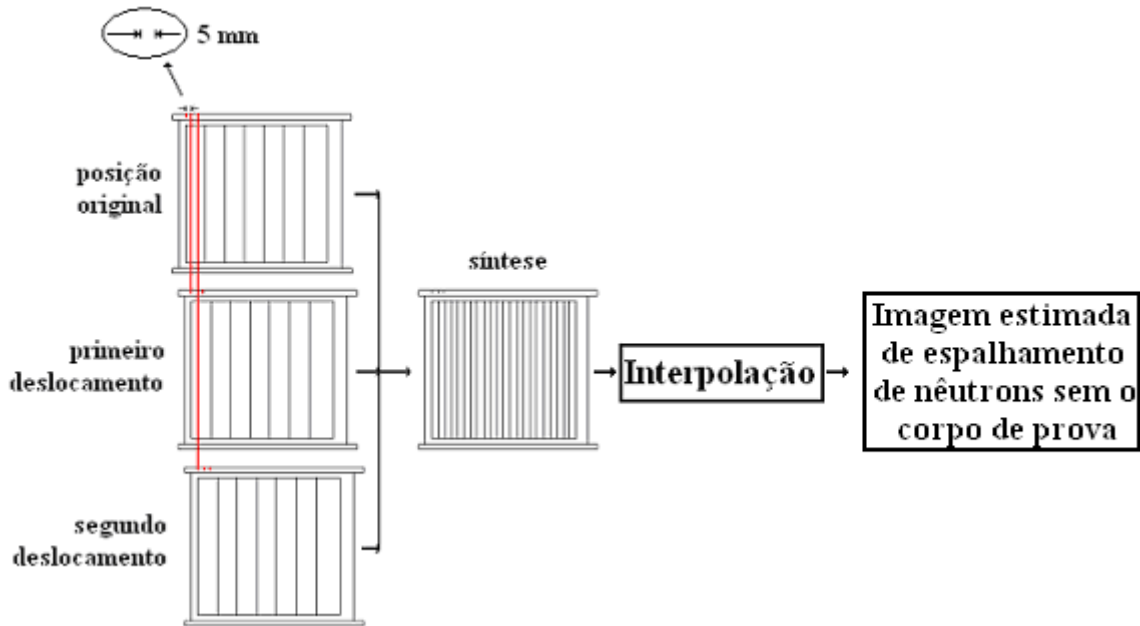 5 mm
posição
original
síntese
primeiro
deslocamento
Interpolação
Imagem estimada
de espalhamento
de nêutrons sem o
corpo de prova
segundo
deslocamento